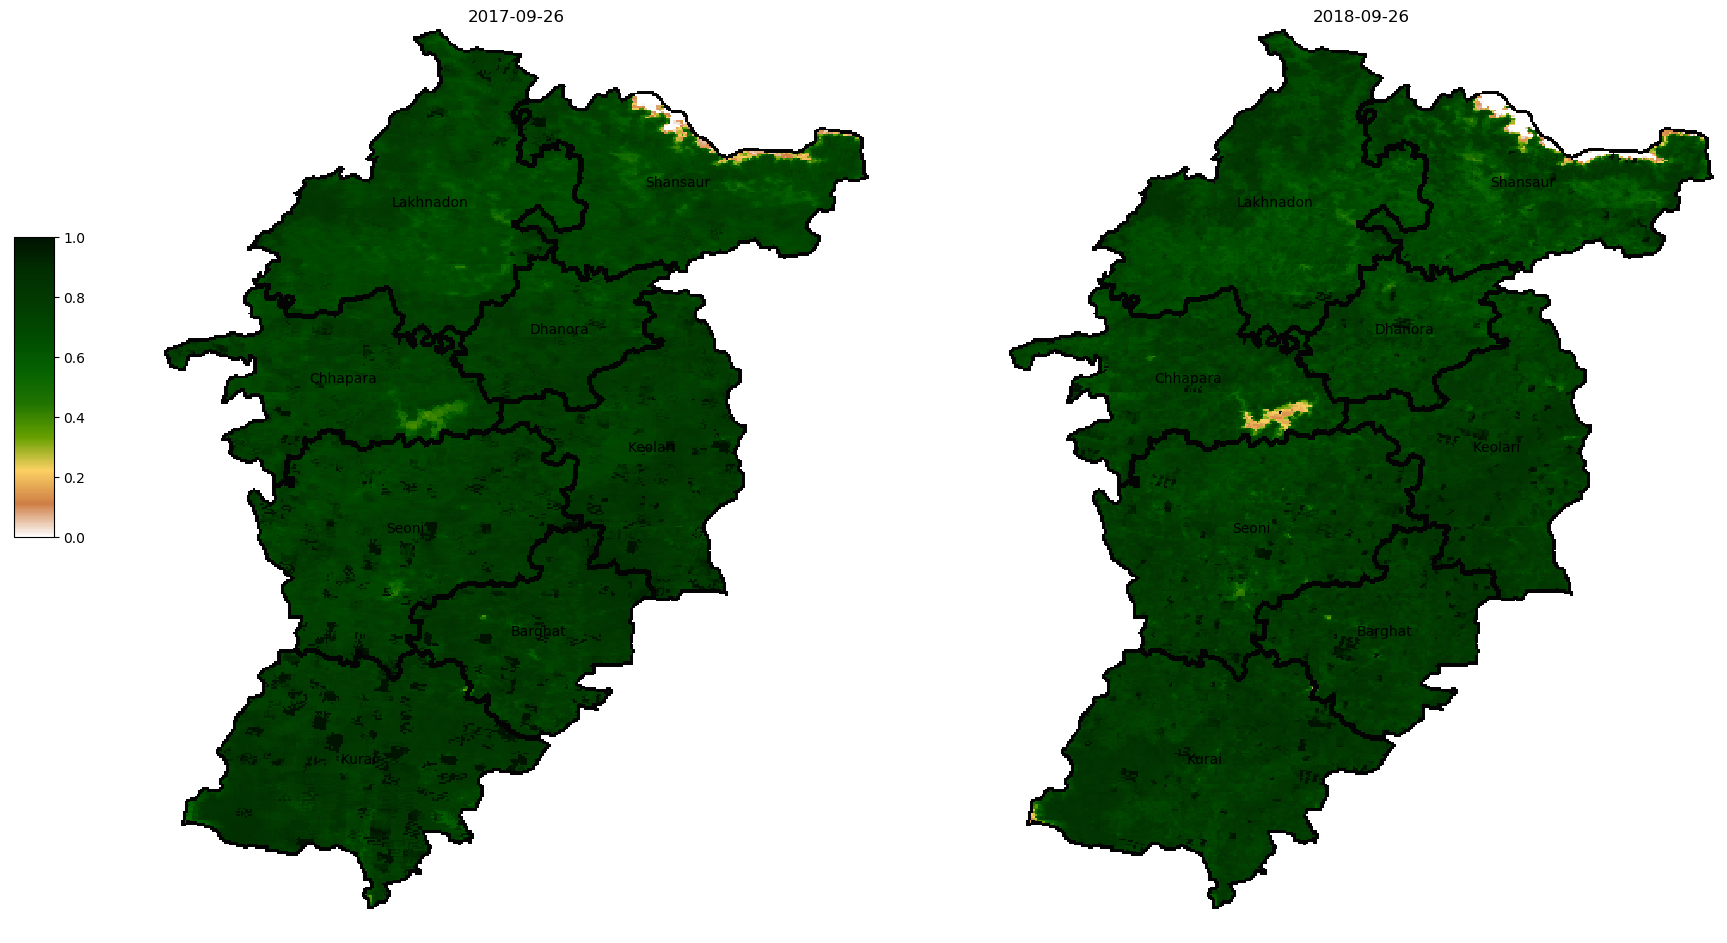 2017-09-26
2018-09-26
Lakhnadon
Shansaur
Dhanora
Chhapara
Keolari
Seoni
Barghat
Kurai
Lakhnadon
Shansaur
Dhanora
Chhapara
Keolari
Seoni
Barghat
Kurai
1.0
0.8
0.6
0.4
0.2
0.0